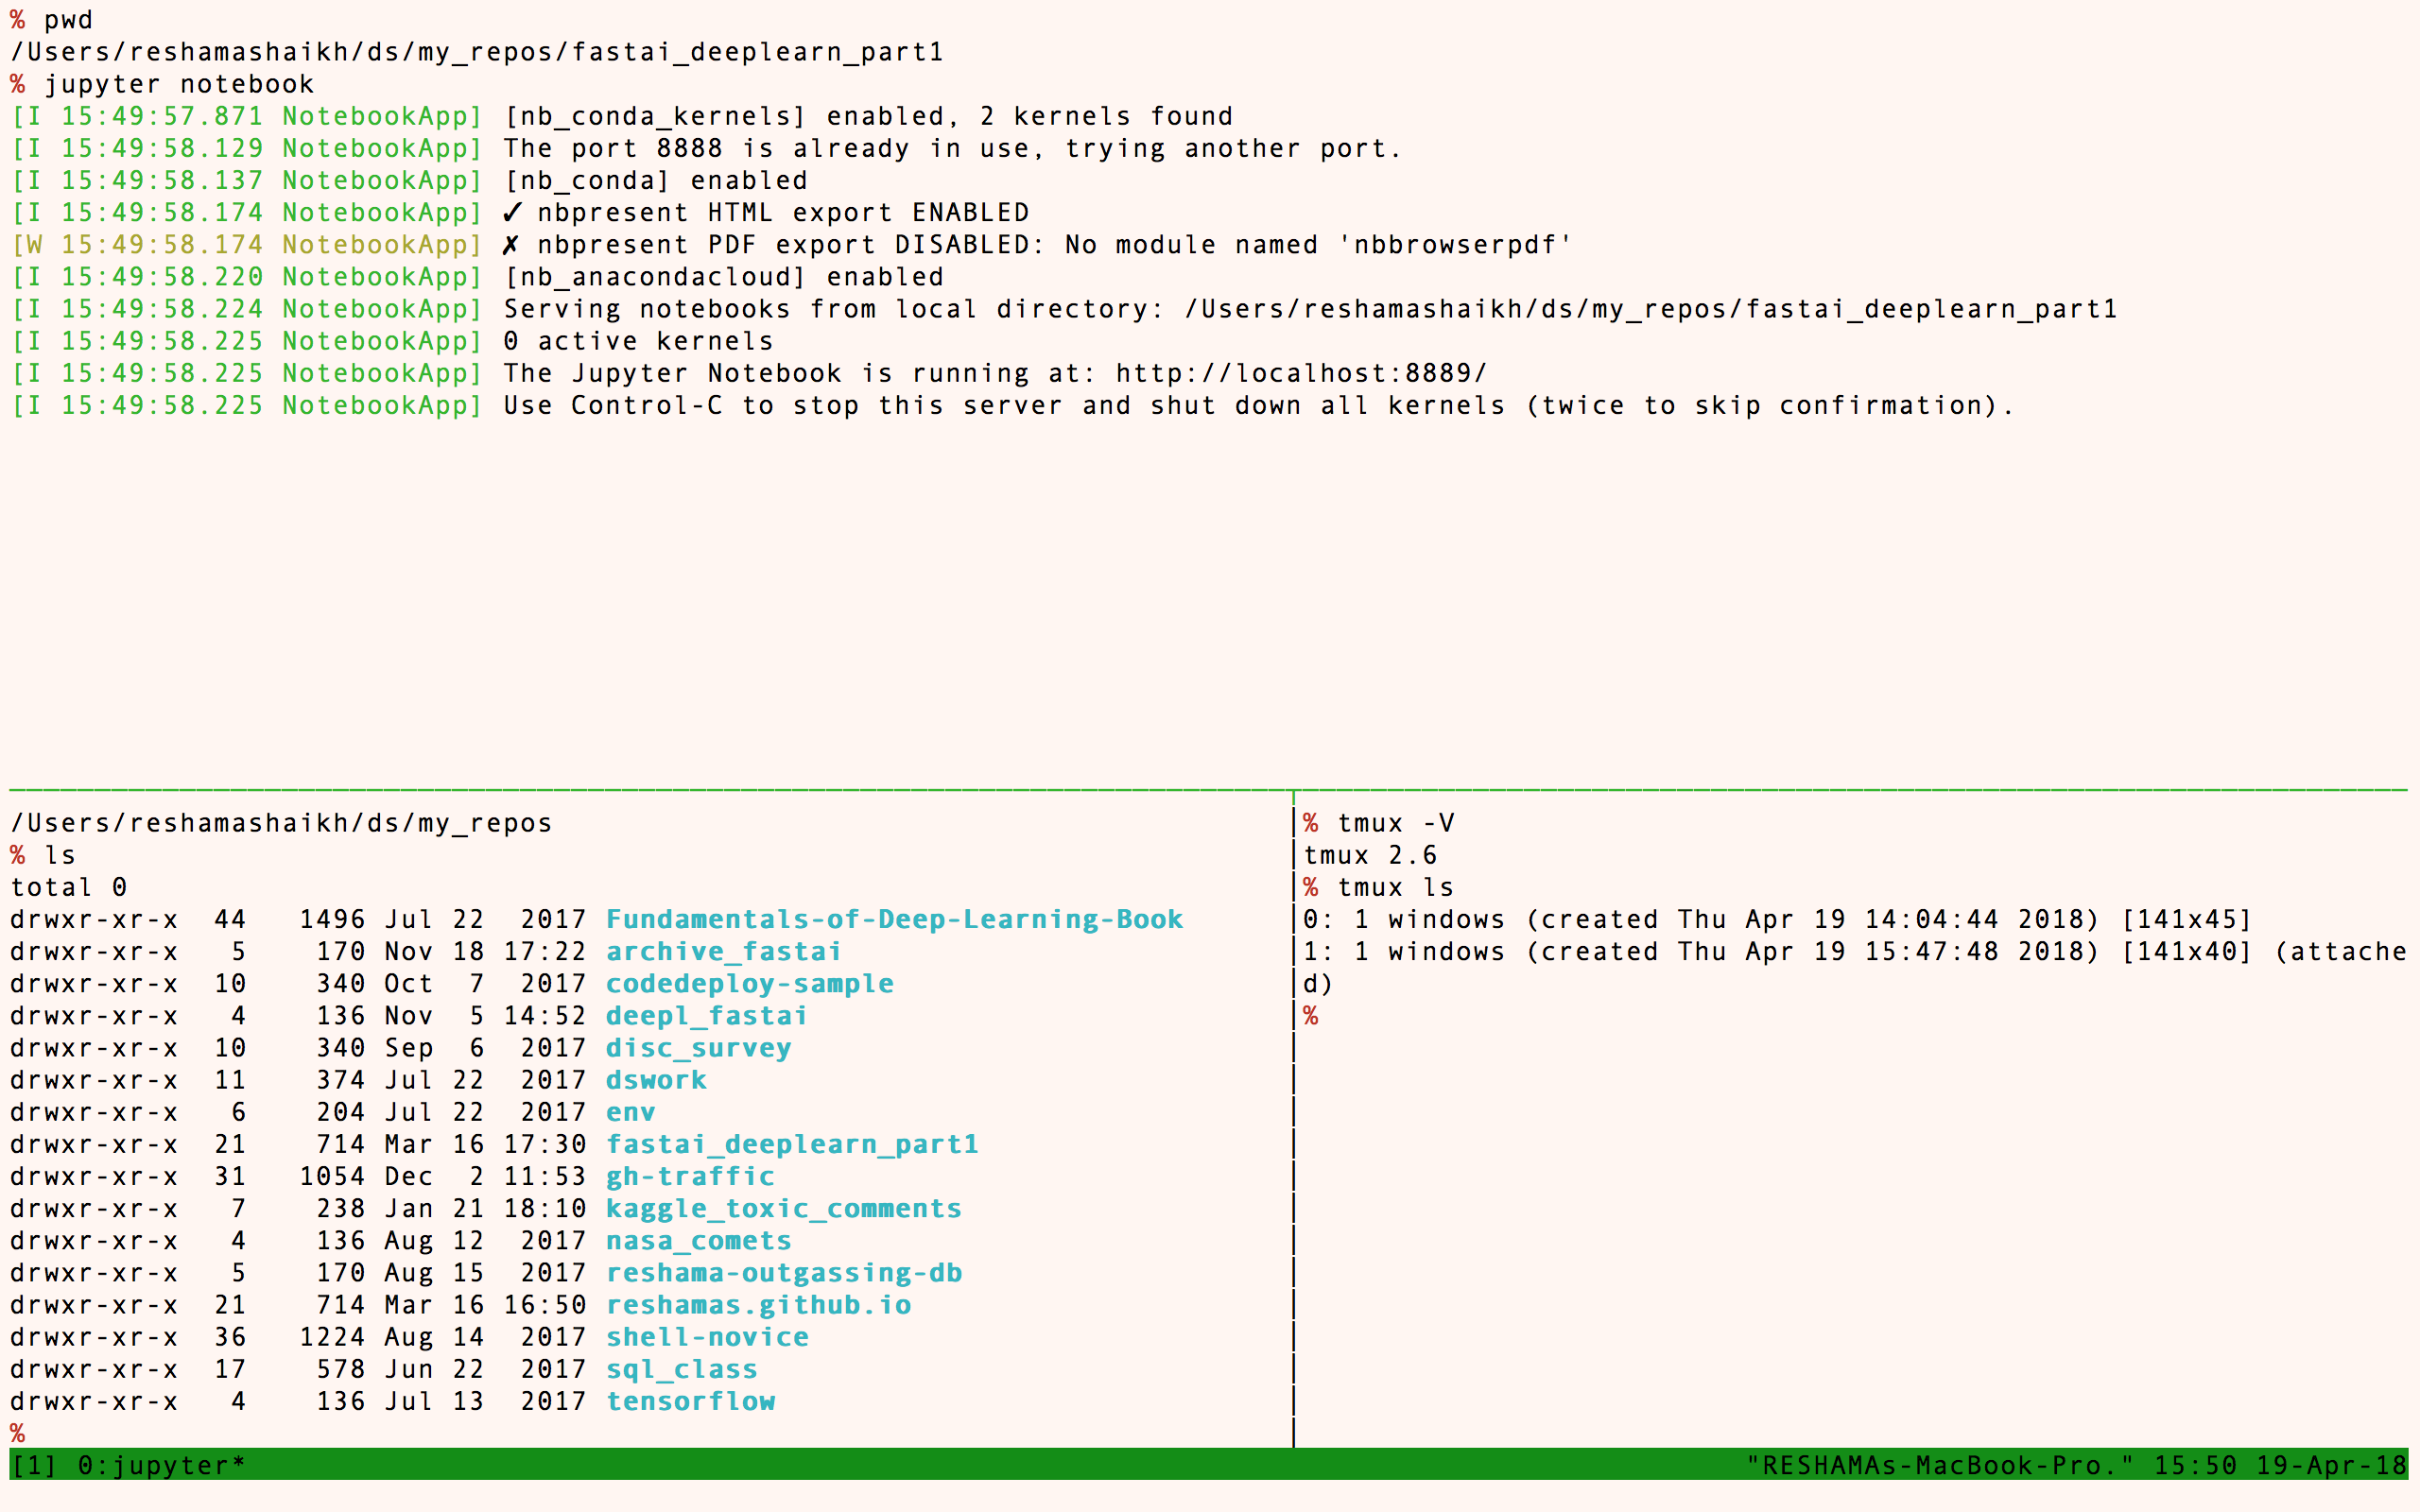 % pwd
/Users/reshamashaikh/ds/my_repos/fastai_deeplearn_part1
% jupyter notebook
[I 15:49:57.871 NotebookApp] [nb_conda_kernels] enabled, 2 kernels found
[I 15:49:58.129 NotebookApp] The port 8888 is already in use, trying another port.
[I 15:49:58.137 NotebookApp] [nb_conda] enabled
[I 15:49:58.174 NotebookApp] ✓ nbpresent HTML export ENABLED
[W 15:49:58.174 NotebookApp] ✗ nbpresent PDF export DISABLED: No module named 'nbbrowserpdf'
[I 15:49:58.220 NotebookApp] [nb_anacondacloud] enabled
[I 15:49:58.224 NotebookApp] Serving notebooks from local directory: /Users/reshamashaikh/ds/my_repos/fastai_deeplearn_part1
[I 15:49:58.225 NotebookApp] 0 active kernels
[I 15:49:58.225 NotebookApp] The Jupyter Notebook is running at: http://localhost:8889/
[I 15:49:58.225 NotebookApp] Use Control-C to stop this server and shut down all kernels (twice to skip confirmation).
/Users/reshamashaikh/ds/my_repos
% ls
total 0
drwxr-xr-x  44   1496 Jul 22  2017 Fundamentals-of-Deep-Learning-Book
drwxr-xr-x   5    170 Nov 18 17:22 archive_fastai
drwxr-xr-x  10    340 Oct  7  2017 codedeploy-sample
drwxr-xr-x   4    136 Nov  5 14:52 deepl_fastai
drwxr-xr-x  10    340 Sep  6  2017 disc_survey
drwxr-xr-x  11    374 Jul 22  2017 dswork
drwxr-xr-x   6    204 Jul 22  2017 env
drwxr-xr-x  21    714 Mar 16 17:30 fastai_deeplearn_part1
drwxr-xr-x  31   1054 Dec  2 11:53 gh-traffic
drwxr-xr-x   7    238 Jan 21 18:10 kaggle_toxic_comments
drwxr-xr-x   4    136 Aug 12  2017 nasa_comets
drwxr-xr-x   5    170 Aug 15  2017 reshama-outgassing-db
drwxr-xr-x  21    714 Mar 16 16:50 reshamas.github.io
drwxr-xr-x  36   1224 Aug 14  2017 shell-novice
drwxr-xr-x  17    578 Jun 22  2017 sql_class
drwxr-xr-x   4    136 Jul 13  2017 tensorflow
%
% tmux -V
tmux 2.6
% tmux ls
0: 1 windows (created Thu Apr 19 14:04:44 2018) [141x45]
1: 1 windows (created Thu Apr 19 15:47:48 2018) [141x40] (attache
d)
%
[1] 0:jupyter* "RESHAMAs-MacBook-Pro." 15:50 19-Apr-18